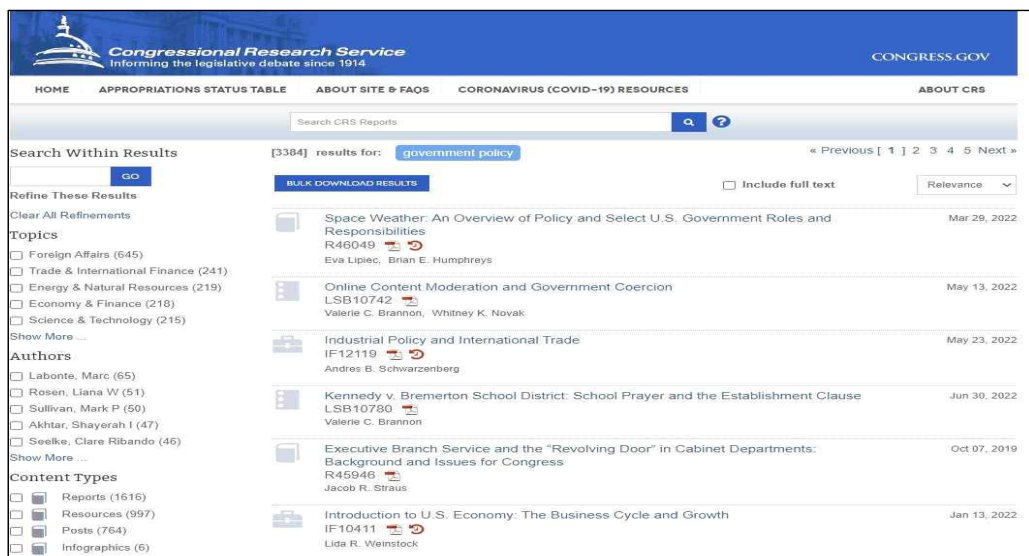 Congressional Research Service
Informing the legislative debate since 1914
CONGRESS.GOV
HOME APPROPRIATIONS STATUS TABLE ABOUT SITE & FAQS CORONAVIRUS (COVID-19) RESOURCES ABOUT CRS
Search CRS Reports ?
Search Within Results
GO
Refine These Results
Clear All Refinements
Topics
Foreign Affairs (645)
Trade & International Finance (241)
Energy & Natural Resources (219)
Economy & Finance (218)
Science & Technology (215)
Show More ...
Authors
Labonte, Marc (65)
Rosen, Liana W (51)
Sullivan, Mark P (50)
Akhtar, Shayerah I (47)
Seelke, Clare Ribando (46)
Show More ...
Content Types
Reports (1616)
Resources (997)
Posts (764)
Infographics (6)
[3384] results for: government policy
« Previous [ 1 ] 2 3 4 5 Next »
BULK DOWNLOAD RESULTS Include full text Relevance
Space Weather: An Overview of Policy and Select U.S. Government Roles and Mar 29, 2022
Responsibilities
R46049
Eva Lipiec, Brian E. Humphreys
Online Content Moderation and Government Coercion May 13, 2022
LSB10742
Valerie C. Brannon, Whitney K. Novak
Industrial Policy and International Trade May 23, 2022
IF12119
Andres B. Schwarzenberg
Kennedy v. Bremerton School District: School Prayer and the Establishment Clause Jun 30, 2022
LSB10780
Valerie C. Brannon
Executive Branch Service and the "Revolving Door" in Cabinet Departments: Oct 07, 2019
Background and Issues for Congress
R45946
Jacob R. Straus
Introduction to U.S. Economy: The Business Cycle and Growth Jan 13, 2022
IF10411
Lida R. Weinstock